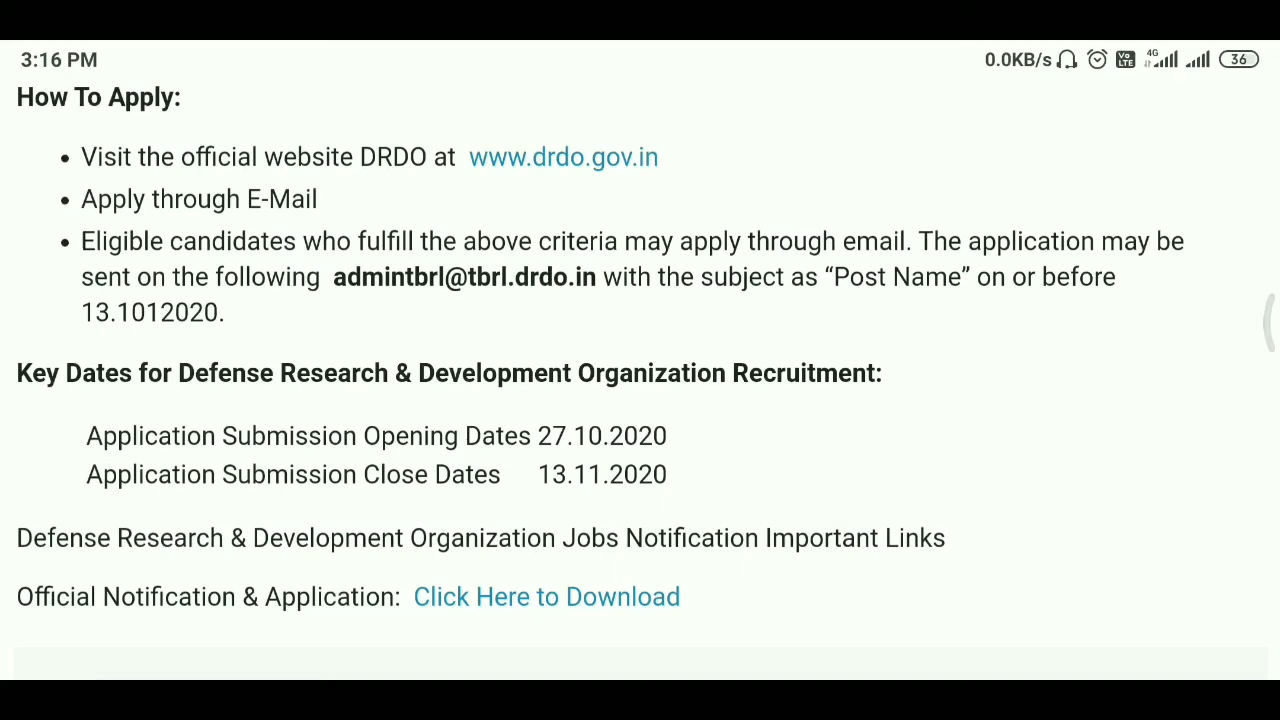 3:16 PM 0.0KB/s Vo LTE 4G 36
How To Apply:
• Visit the official website DRDO at www.drdo.gov.in
• Apply through E-Mail
• Eligible candidates who fulfill the above criteria may apply through email. The application may be
sent on the following admintbrl@tbrl.drdo.in with the subject as “Post Name” on or before
13.1012020.
Key Dates for Defense Research & Development Organization Recruitment:
Application Submission Opening Dates 27.10.2020
Application Submission Close Dates 13.11.2020
Defense Research & Development Organization Jobs Notification Important Links
Official Notification & Application: Click Here to Download